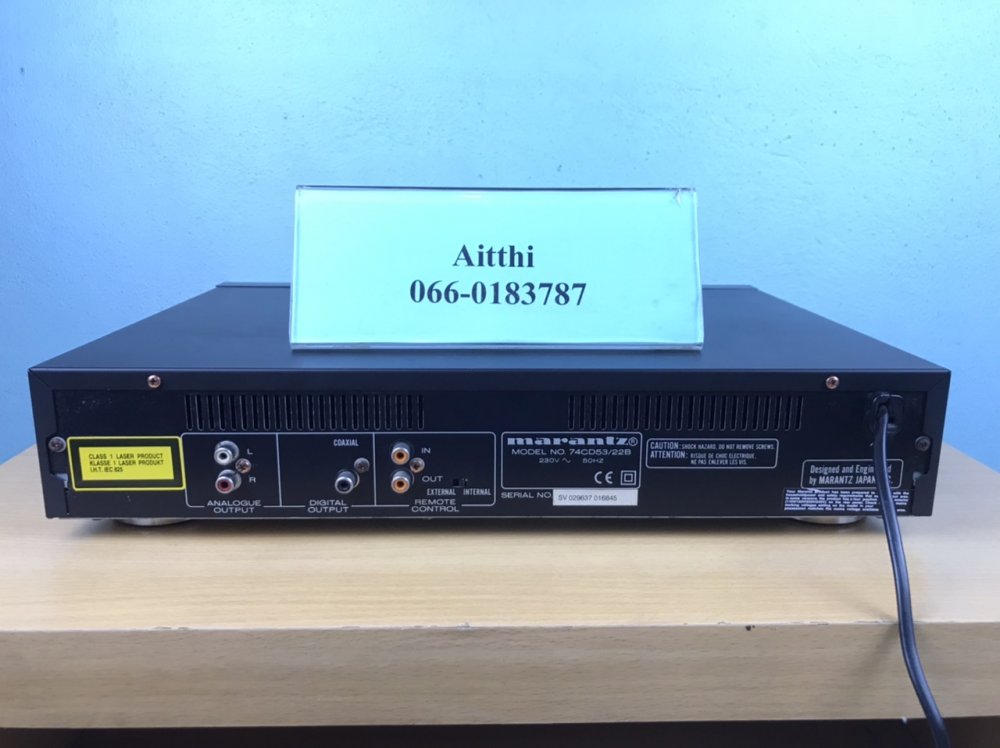 Aitthi
066-0183787
CLASS 1 LASER PRODUCT
KLASSE 1 LASER PRODUKT
I.H.T. IEC 825
L
R
ANALOGUE
OUTPUT
COAXIAL
DIGITAL
OUTPUT
IN
OUT
EXTERNAL INTERNAL
REMOTE
CONTROL
marantz®
MODEL NO. 74CD53/22B
230V ~ 50HZ
CE
SERIAL NO. SV 029637 016845
CAUTION: SHOCK HAZARD, DO NOT REMOVE SCREWS.
ATTENTION: RISQUE DE CHOC ELECTRIQUE,
NE PAS ENLEVER LES VIS.
Designed and
by MARANTZ JAPAN